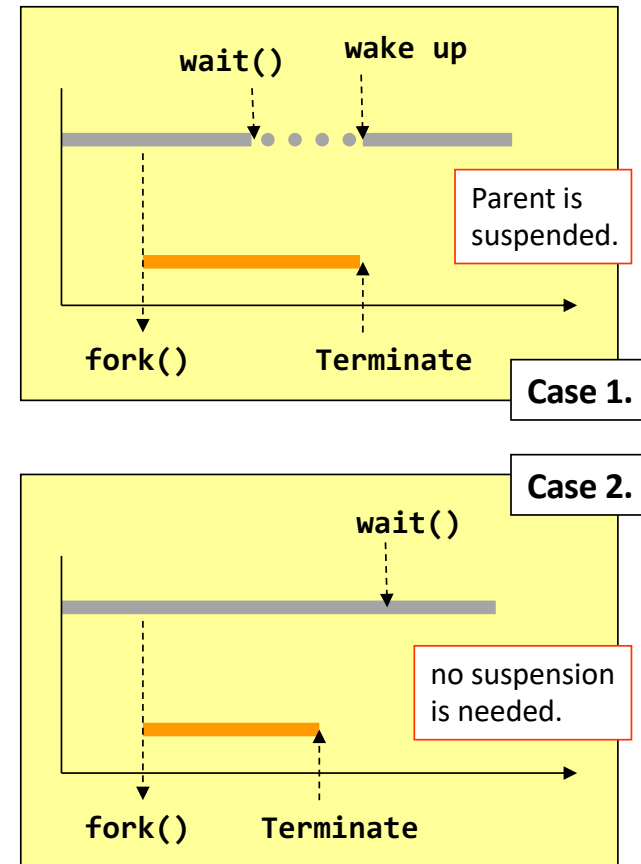 wait()
wake up
Parent is
suspended.
fork()
Terminate
Case 1.
Case 2.
wait()
no suspension
is needed.
fork()
Terminate